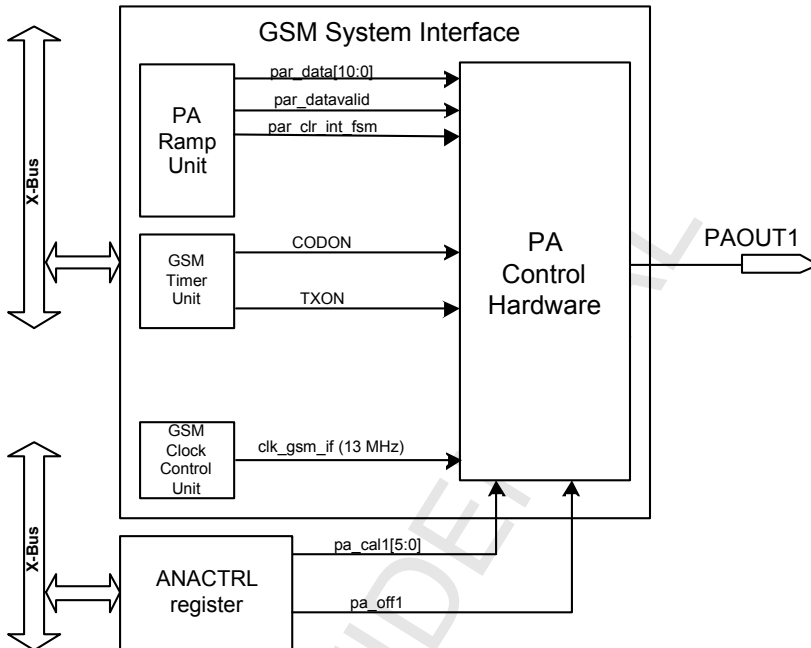 GSM System Interface
PA
Ramp
Unit
par_data[10:0]
par_datavalid
par_clr_int_fsm
X-Bus
GSM
Timer
Unit
CODON
TXON
PA
Control
Hardware
PAOUT1
GSM
Clock
Control
Unit
clk_gsm_if (13 MHz)
X-Bus
ANACTRL
register
pa_cal1[5:0]
pa_off1